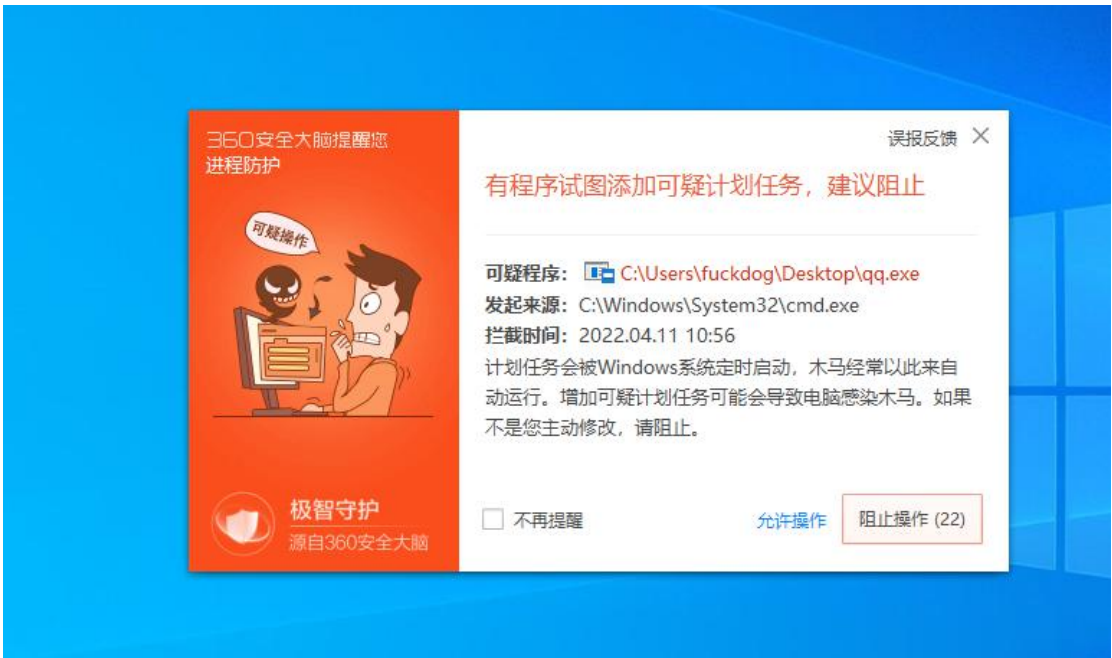 360安全大脑提醒您
进程防护
可疑操作
极智守护
源自360安全大脑
误报反馈
有程序试图添加可疑计划任务，建议阻止
可疑程序： C:\Users\fuckdog\Desktop\qq.exe
发起来源： C:\Windows\System32\cmd.exe
拦截时间： 2022.04.11 10:56
计划任务会被Windows系统定时启动，木马经常以此来自
动运行。增加可疑计划任务可能会导致电脑感染木马。如果
不是您主动修改，请阻止。
不再提醒
允许操作
阻止操作 (22)